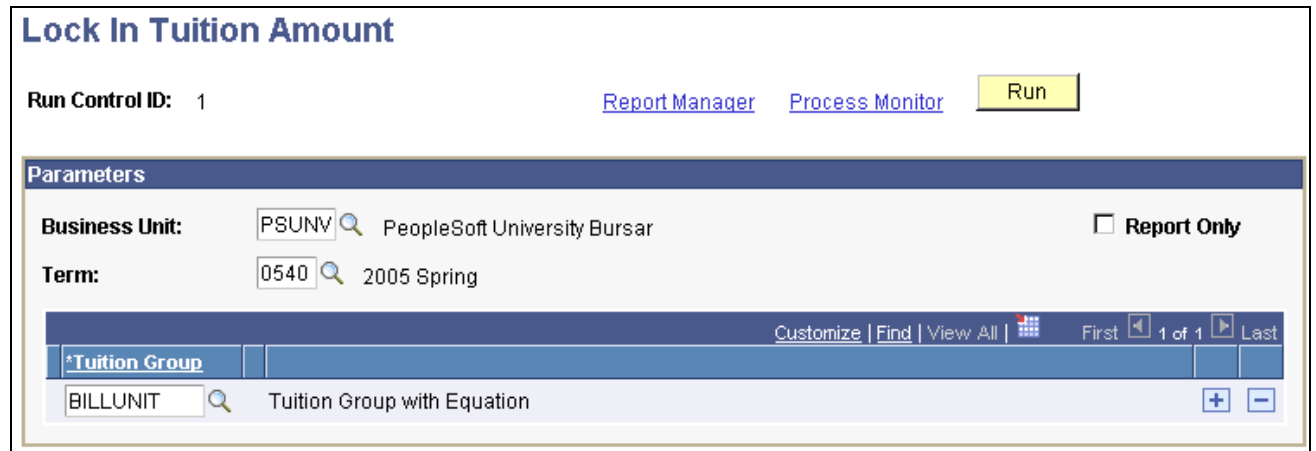 Lock In Tuition Amount
Run Control ID: 1 Report Manager Process Monitor Run
Parameters
Business Unit: PSUNV PeopleSoft University Bursar Report Only
Term: 0540 2005 Spring
Customize | Find | View All | First 1 of 1 Last
*Tuition Group
BILLUNIT Tuition Group with Equation